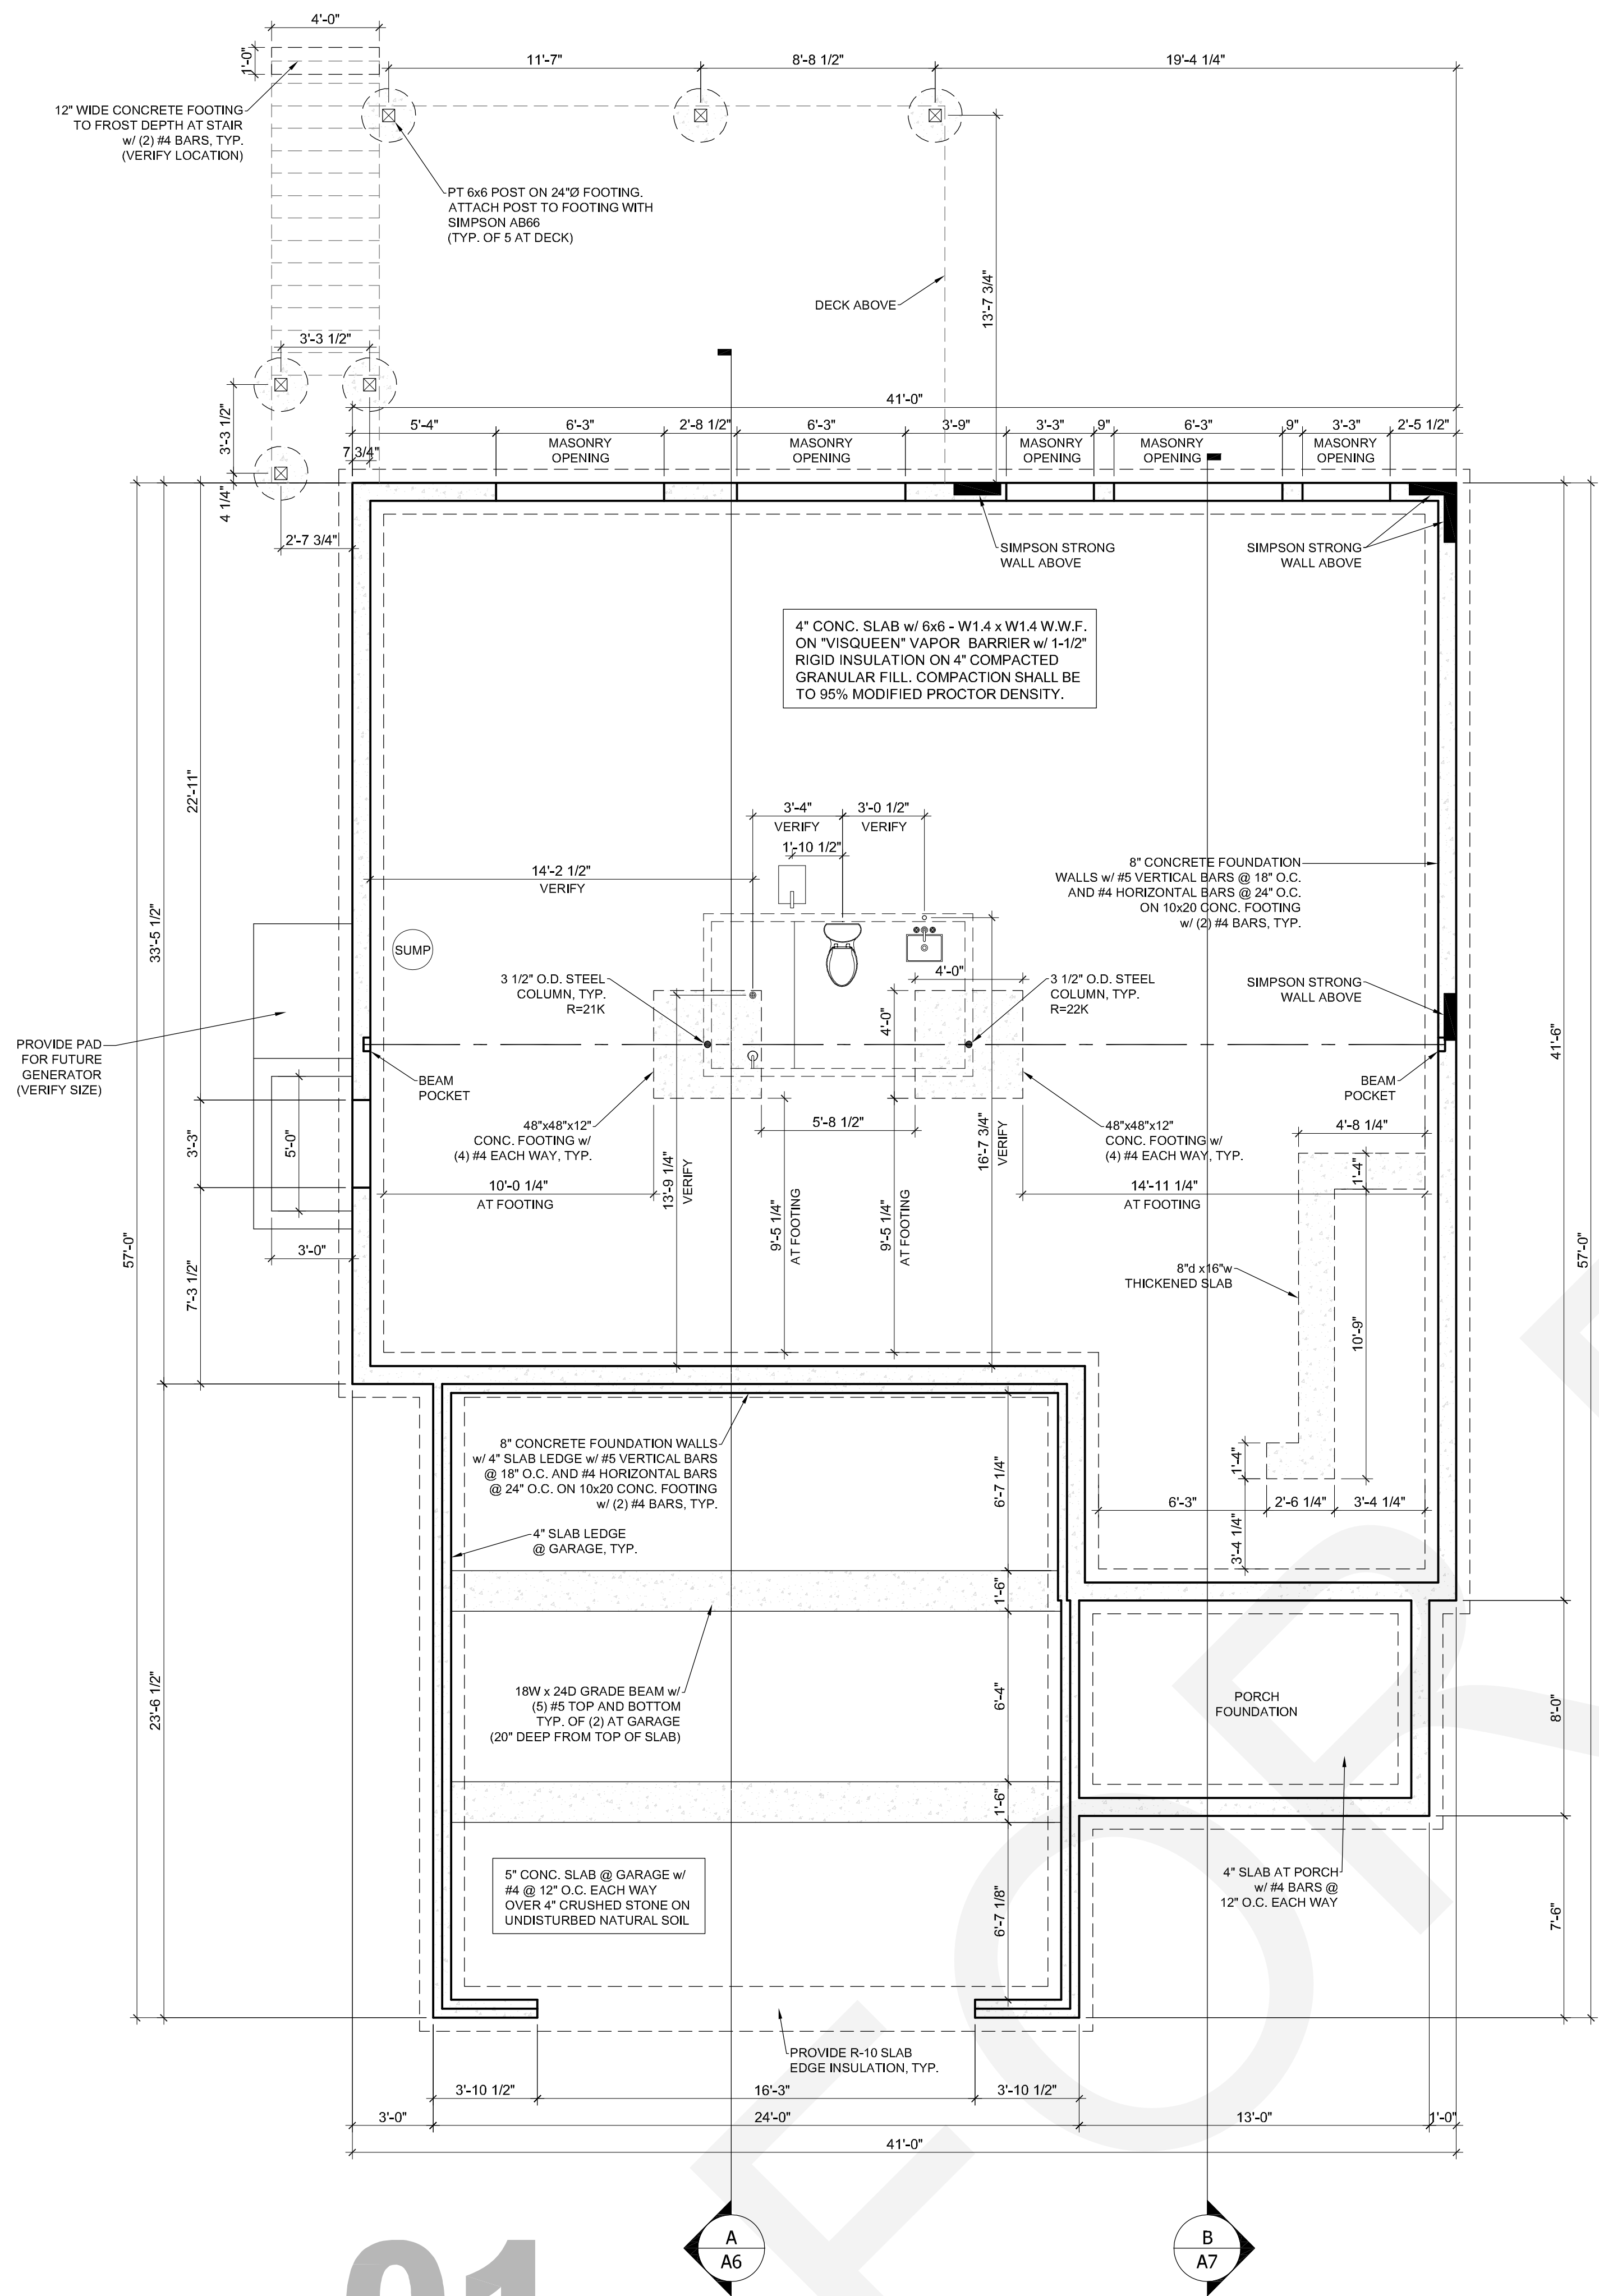 4'-0"
1'-0"
11'-7"
8'-8 1/2"
19'-4 1/4"
12" WIDE CONCRETE FOOTING
TO FROST DEPTH AT STAIR
w/ (2) #4 BARS, TYP.
(VERIFY LOCATION)
PT 6x6 POST ON 24"Ø FOOTING.
ATTACH POST TO FOOTING WITH
SIMPSON AB66
(TYP. OF 5 AT DECK)
DECK ABOVE
13'-7 3/4"
3'-3 1/2"
3'-3 1/2"
4 1/4"
2'-7 3/4"
7 3/4"
41'-0"
5'-4"
6'-3"
MASONRY
OPENING
2'-8 1/2"
6'-3"
MASONRY
OPENING
3'-9"
3'-3"
MASONRY
OPENING
9"
6'-3"
MASONRY
OPENING
9"
3'-3"
MASONRY
OPENING
2'-5 1/2"
SIMPSON STRONG
WALL ABOVE
SIMPSON STRONG
WALL ABOVE
4" CONC. SLAB w/ 6x6 - W1.4 x W1.4 W.W.F.
ON "VISQUEEN" VAPOR BARRIER w/ 1-1/2"
RIGID INSULATION ON 4" COMPACTED
GRANULAR FILL. COMPACTION SHALL BE
TO 95% MODIFIED PROCTOR DENSITY.
22'-11"
33'-5 1/2"
57'-0"
3'-4"
VERIFY
3'-0 1/2"
VERIFY
1'-10 1/2"
14'-2 1/2"
VERIFY
8" CONCRETE FOUNDATION
WALLS w/ #5 VERTICAL BARS @ 18" O.C.
AND #4 HORIZONTAL BARS @ 24" O.C.
ON 10x20 CONC. FOOTING
w/ (2) #4 BARS, TYP.
SUMP
3 1/2" O.D. STEEL
COLUMN, TYP.
R=21K
4'-0"
4'-0"
3 1/2" O.D. STEEL
COLUMN, TYP.
R=22K
SIMPSON STRONG
WALL ABOVE
PROVIDE PAD
FOR FUTURE
GENERATOR
(VERIFY SIZE)
BEAM
POCKET
BEAM
POCKET
41'-6"
57'-0"
3'-3"
5'-0"
3'-0"
7'-3 1/2"
48"x48"x12"
CONC. FOOTING w/
(4) #4 EACH WAY, TYP.
5'-8 1/2"
48"x48"x12"
CONC. FOOTING w/
(4) #4 EACH WAY, TYP.
10'-0 1/4"
AT FOOTING
13'-9 1/4"
VERIFY
9'-5 1/4"
AT FOOTING
9'-5 1/4"
AT FOOTING
16'-7 3/4"
VERIFY
14'-11 1/4"
AT FOOTING
4'-8 1/4"
1'-4"
8"d x16"w
THICKENED SLAB
10'-9"
1'-4"
6'-3"
2'-6 1/4"
3'-4 1/4"
3'-4 1/4"
8" CONCRETE FOUNDATION WALLS
w/ 4" SLAB LEDGE w/ #5 VERTICAL BARS
@ 18" O.C. AND #4 HORIZONTAL BARS
@ 24" O.C. ON 10x20 CONC. FOOTING
w/ (2) #4 BARS, TYP.
4" SLAB LEDGE
@ GARAGE, TYP.
6'-7 1/4"
1'-6"
18W x 24D GRADE BEAM w/
(5) #5 TOP AND BOTTOM
TYP. OF (2) AT GARAGE
(20" DEEP FROM TOP OF SLAB)
6'-4"
1'-6"
PORCH
FOUNDATION
23'-6 1/2"
8'-0"
5" CONC. SLAB @ GARAGE w/
#4 @ 12" O.C. EACH WAY
OVER 4" CRUSHED STONE ON
UNDISTURBED NATURAL SOIL
6'-7 1/8"
4" SLAB AT PORCH
w/ #4 BARS @
12" O.C. EACH WAY
7'-6"
PROVIDE R-10 SLAB
EDGE INSULATION, TYP.
3'-10 1/2"
16'-3"
3'-10 1/2"
3'-0"
24'-0"
13'-0"
1'-0"
41'-0"
A
A6
B
A7
01
FOR